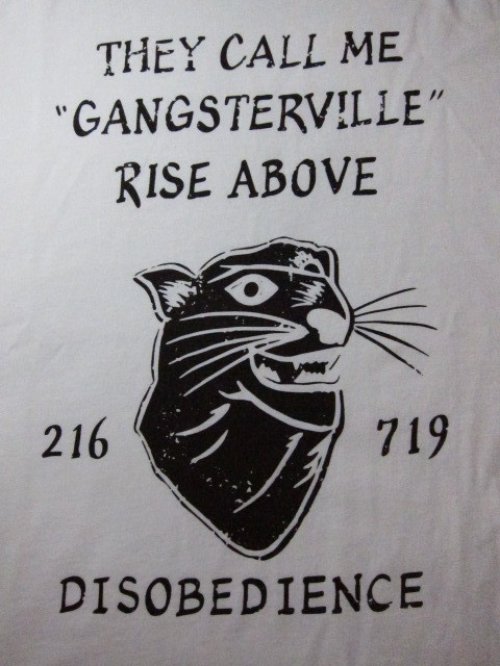 THEY CALL ME
"GANGSTERVILLE"
RISE ABOVE
216 719
DISOBEDIENCE